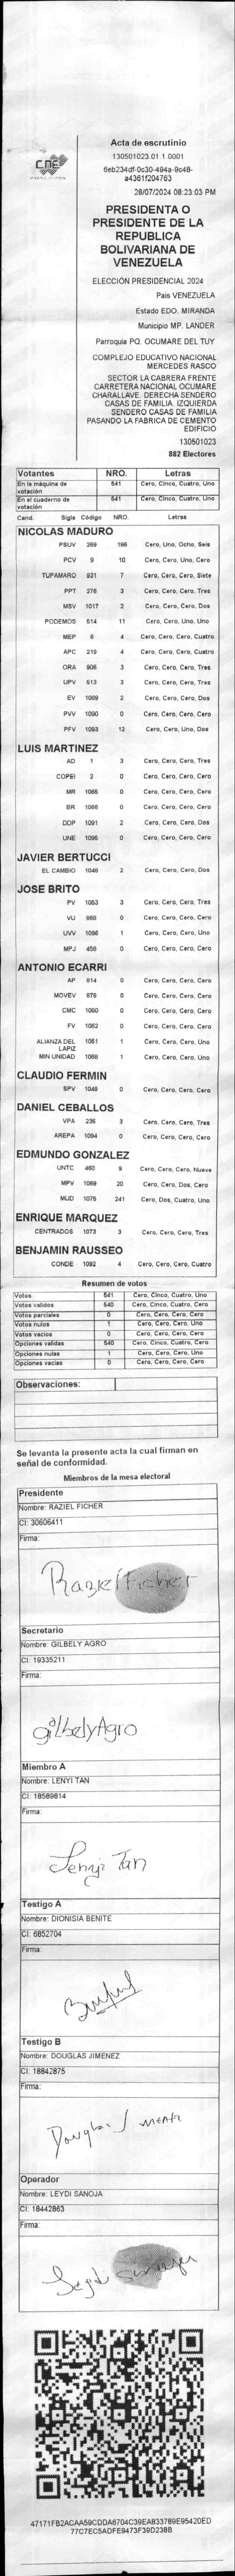 CNE
Acta de escrutinio
130501023.01.1.0001
6eb234df-0c30-494a-9c48-
a4361f204763
28/07/2024 08:23:03 PM
PRESIDENTA O
PRESIDENTE DE LA
REPUBLICA
BOLIVARIANA DE
VENEZUELA
ELECCIÓN PRESIDENCIAL 2024
Pais VENEZUELA
Estado EDO. MIRANDA
Municipio MP. LANDER
Parroquia PQ. OCUMARE DEL TUY
COMPLEJO EDUCATIVO NACIONAL
MERCEDES RASCO
SECTOR LA CABRERA FRENTE
CARRETERA NACIONAL OCUMARE
CHARALLAVE. DERECHA SENDERO
CASAS DE FAMILIA. IZQUIERDA
SENDERO CASAS DE FAMILIA
PASANDO LA FABRICA DE CEMENTO
EDIFICIO
130501023
882 Electores
Votantes NRO. Letras
En la máquina de votación 541 Cero, Cinco, Cuatro, Uno
En el cuaderno de votación 541 Cero, Cinco, Cuatro, Uno
Cand. Sigla Código NRO. Letras
NICOLAS MADURO
PSUV 269 186 Cero, Uno, Ocho, Seis
PCV 9 10 Cero, Cero, Uno, Cero
TUPAMARO 931 7 Cero, Cero, Cero, Siete
PPT 276 3 Cero, Cero, Cero, Tres
MSV 1017 2 Cero, Cero, Cero, Dos
PODEMOS 514 11 Cero, Cero, Uno, Uno
MEP 6 4 Cero, Cero, Cero, Cuatro
APC 219 4 Cero, Cero, Cero, Cuatro
ORA 906 3 Cero, Cero, Cero, Tres
UPV 513 3 Cero, Cero, Cero, Tres
EV 1089 2 Cero, Cero, Cero, Dos
PVV 1090 0 Cero, Cero, Cero, Cero
PFV 1093 12 Cero, Cero, Uno, Dos
LUIS MARTINEZ
AD 1 3 Cero, Cero, Cero, Tres
COPEI 2 0 Cero, Cero, Cero, Cero
MR 1065 0 Cero, Cero, Cero, Cero
BR 1066 0 Cero, Cero, Cero, Cero
DDP 1091 2 Cero, Cero, Cero, Dos
UNE 1095 0 Cero, Cero, Cero, Cero
JAVIER BERTUCCI
EL CAMBIO 1048 2 Cero, Cero, Cero, Dos
JOSE BRITO
PV 1053 3 Cero, Cero, Cero, Tres
VU 868 0 Cero, Cero, Cero, Cero
UVV 1096 1 Cero, Cero, Cero, Uno
MPJ 458 0 Cero, Cero, Cero, Cero
ANTONIO ECARRI
AP 814 0 Cero, Cero, Cero, Cero
MOVEV 878 0 Cero, Cero, Cero, Cero
CMC 1060 0 Cero, Cero, Cero, Cero
FV 1062 0 Cero, Cero, Cero, Cero
ALIANZA DEL LAPIZ 1061 1 Cero, Cero, Cero, Uno
MIN UNIDAD 1068 1 Cero, Cero, Cero, Uno
CLAUDIO FERMIN
SPV 1049 0 Cero, Cero, Cero, Cero
DANIEL CEBALLOS
VPA 236 3 Cero, Cero, Cero, Tres
AREPA 1094 0 Cero, Cero, Cero, Cero
EDMUNDO GONZALEZ
UNTC 460 9 Cero, Cero, Cero, Nueve
MPV 1069 20 Cero, Cero, Dos, Cero
MUD 1075 241 Cero, Dos, Cuatro, Uno
ENRIQUE MARQUEZ
CENTRADOS 1073 3 Cero, Cero, Cero, Tres
BENJAMIN RAUSSEO
CONDE 1092 4 Cero, Cero, Cero, Cuatro
Resumen de votos
Votos 541 Cero, Cinco, Cuatro, Uno
Votos validos 540 Cero, Cinco, Cuatro, Cero
Votos parciales 0 Cero, Cero, Cero, Cero
Votos nulos 1 Cero, Cero, Cero, Uno
Votos vacios 0 Cero, Cero, Cero, Cero
Opciones validas 540 Cero, Cinco, Cuatro, Cero
Opciones nulas 1 Cero, Cero, Cero, Uno
Opciones vacias 0 Cero, Cero, Cero, Cero
Observaciones:
Se levanta la presente acta la cual firman en
señal de conformidad.
Miembros de la mesa electoral
Presidente
Nombre: RAZIEL FICHER
CI: 30606411
Firma:
Raziel Ficher
Secretario
Nombre: GILBELY AGRO
CI: 19335211
Firma:
gilbelyAgro
Miembro A
Nombre: LENYI TAN
CI: 18589814
Firma:
Lenyi Tan
Testigo A
Nombre: DIONISIA BENITE
CI: 6852704
Firma:
Testigo B
Nombre: DOUGLAS JIMENEZ
CI: 18842875
Firma:
Operador
Nombre: LEYDI SANOJA
CI: 18442863
Firma:
47171FB2ACAA59CDDA6704C39EA833789E95420ED
77C7EC5ADFE9473F39D238B